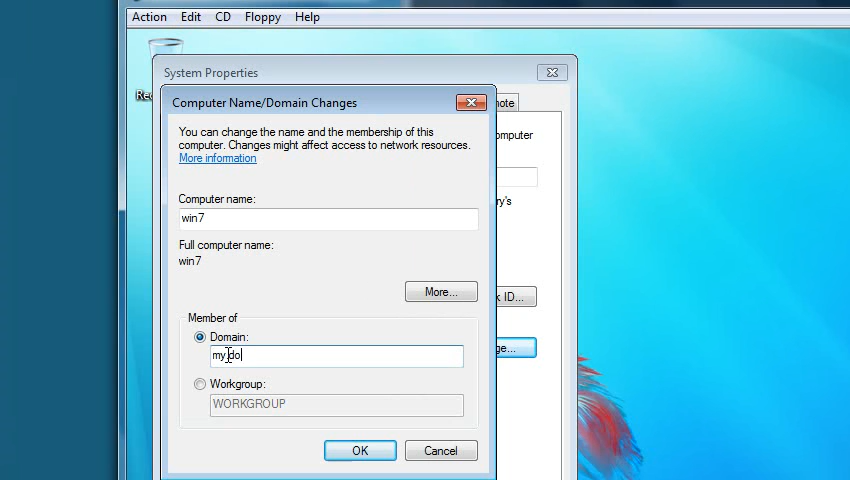 Action Edit CD Floppy Help
System Properties
Computer Name/Domain Changes
You can change the name and the membership of this
computer. Changes might affect access to network resources.
More information
Computer name:
win7
Full computer name:
win7
More...
Member of
Domain:
my.do
Workgroup:
WORKGROUP
OK Cancel